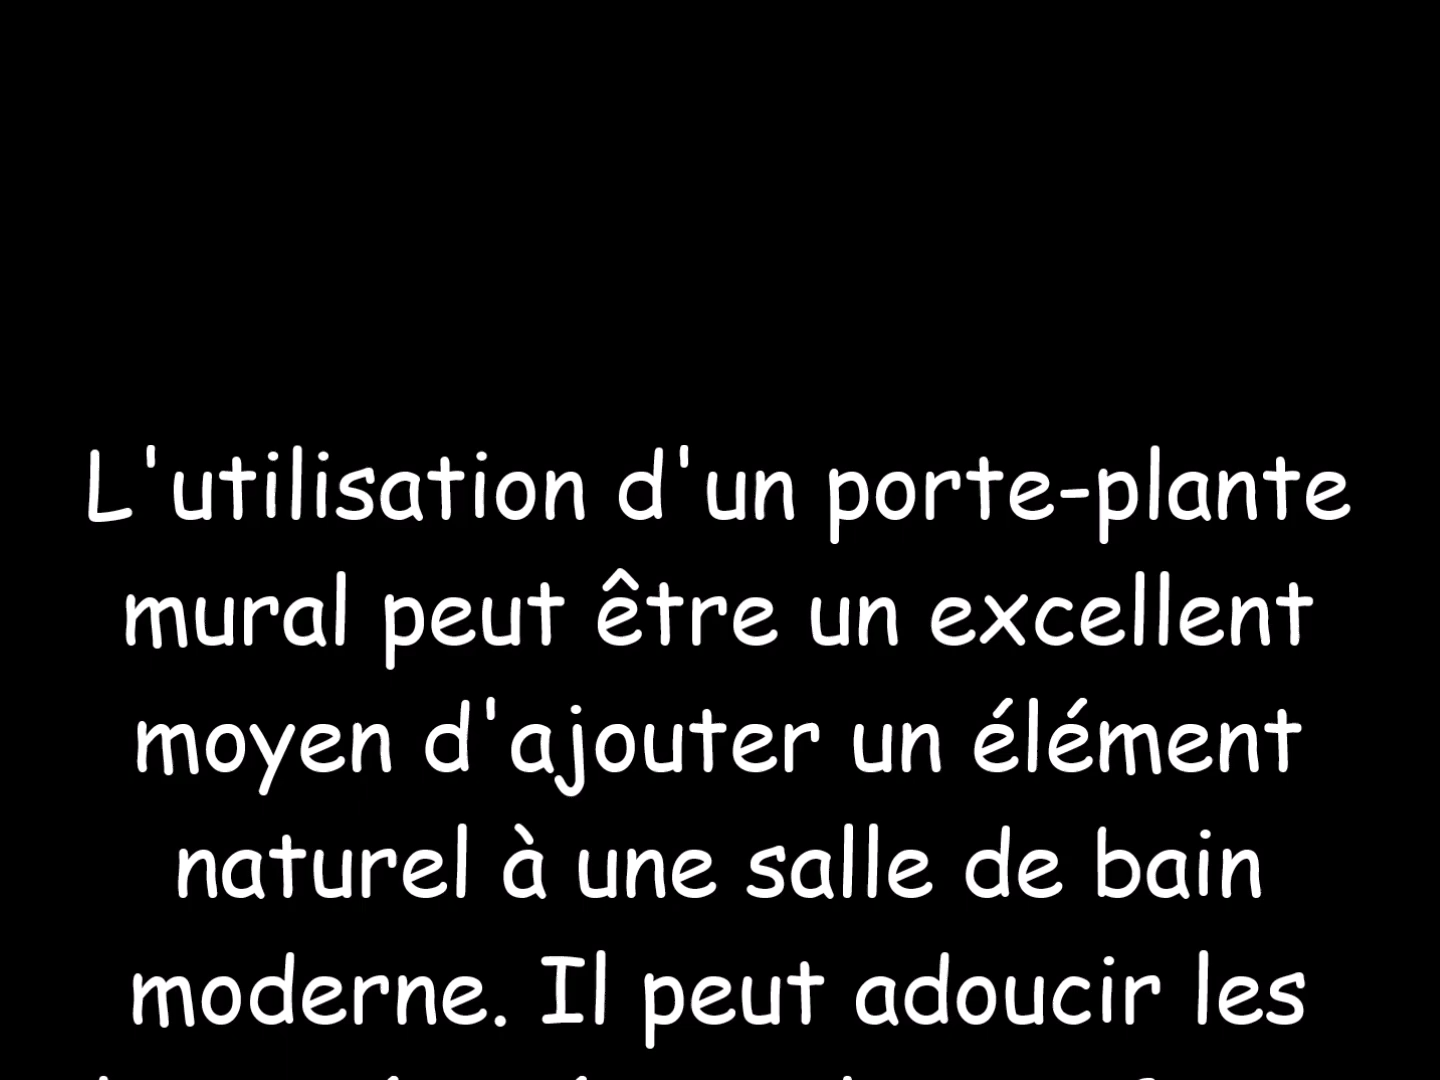 L'utilisation d'un porte-plante
mural peut être un excellent
moyen d'ajouter un élément
naturel à une salle de bain
moderne. Il peut adoucir les